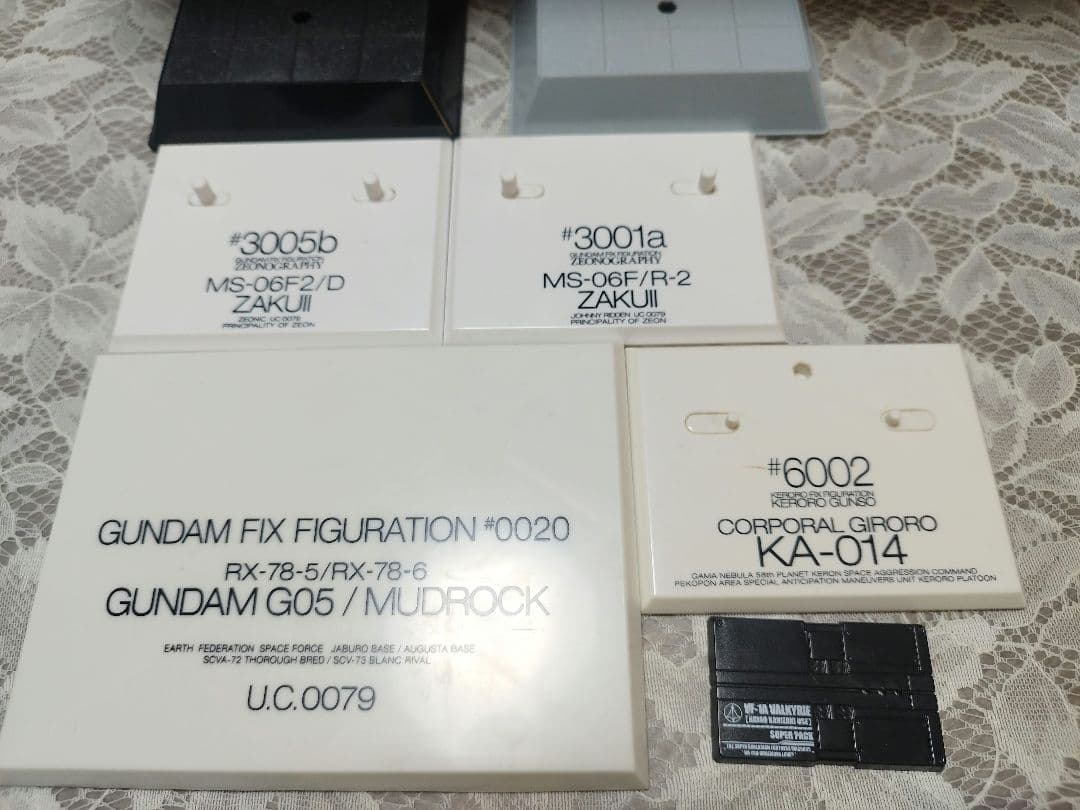 #3005b
GUNDAM FIX FIGURATION
ZEONOGRAPHY
MS-06F2/D
ZAKUII
ZEONIC UC 0079
PRINCIPALITY OF ZEON
#3001a
GUNDAM FIX FIGURATION
ZEONOGRAPHY
MS-06F/R-2
ZAKUII
JOHNNY RIDDEN UC 0079
PRINCIPALITY OF ZEON
GUNDAM FIX FIGURATION #0020
RX-78-5/RX-78-6
GUNDAM G05 / MUDROCK
EARTH FEDERATION SPACE FORCE JABURO BASE / AUGUSTA BASE
SCVA-72 THOROUGH BRED / SCV-73 BLANC RIVAL
U.C.0079
#6002
KERORO FIX FIGURATION
KERORO GUNSO
CORPORAL GIRORO
KA-014
GAMA NEBULA 58th PLANET KERON SPACE AGGRESSION COMMAND
PEKOPON AREA SPECIAL ANTICIPATION MANEUVERS UNIT KERORO PLATOON
VF-1A VALKYRIE
SUPER PACK